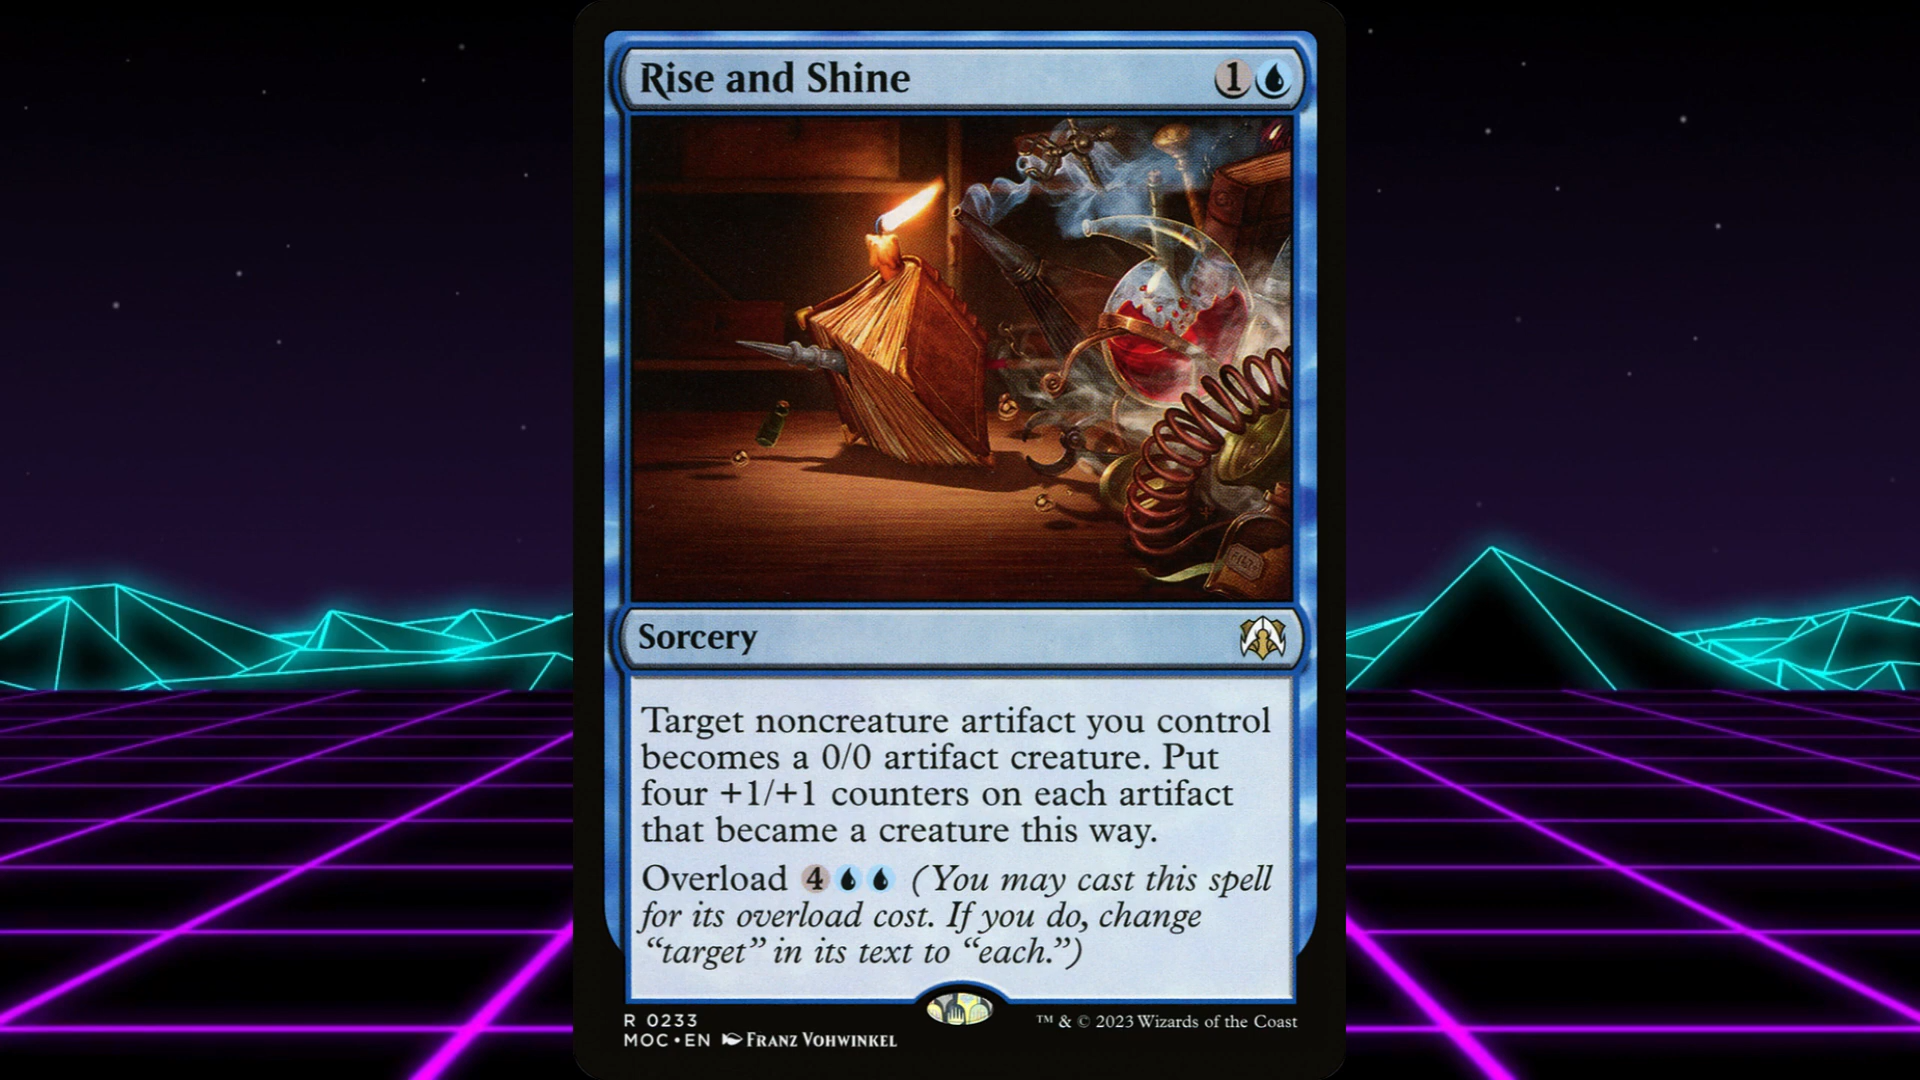 Rise and Shine 1
Sorcery
Target noncreature artifact you control
becomes a 0/0 artifact creature. Put
four +1/+1 counters on each artifact
that became a creature this way.
Overload 4 (You may cast this spell
for its overload cost. If you do, change
“target” in its text to “each.”)
R 0233
MOC•EN FRANZ VOHWINKEL
™ & © 2023 Wizards of the Coast